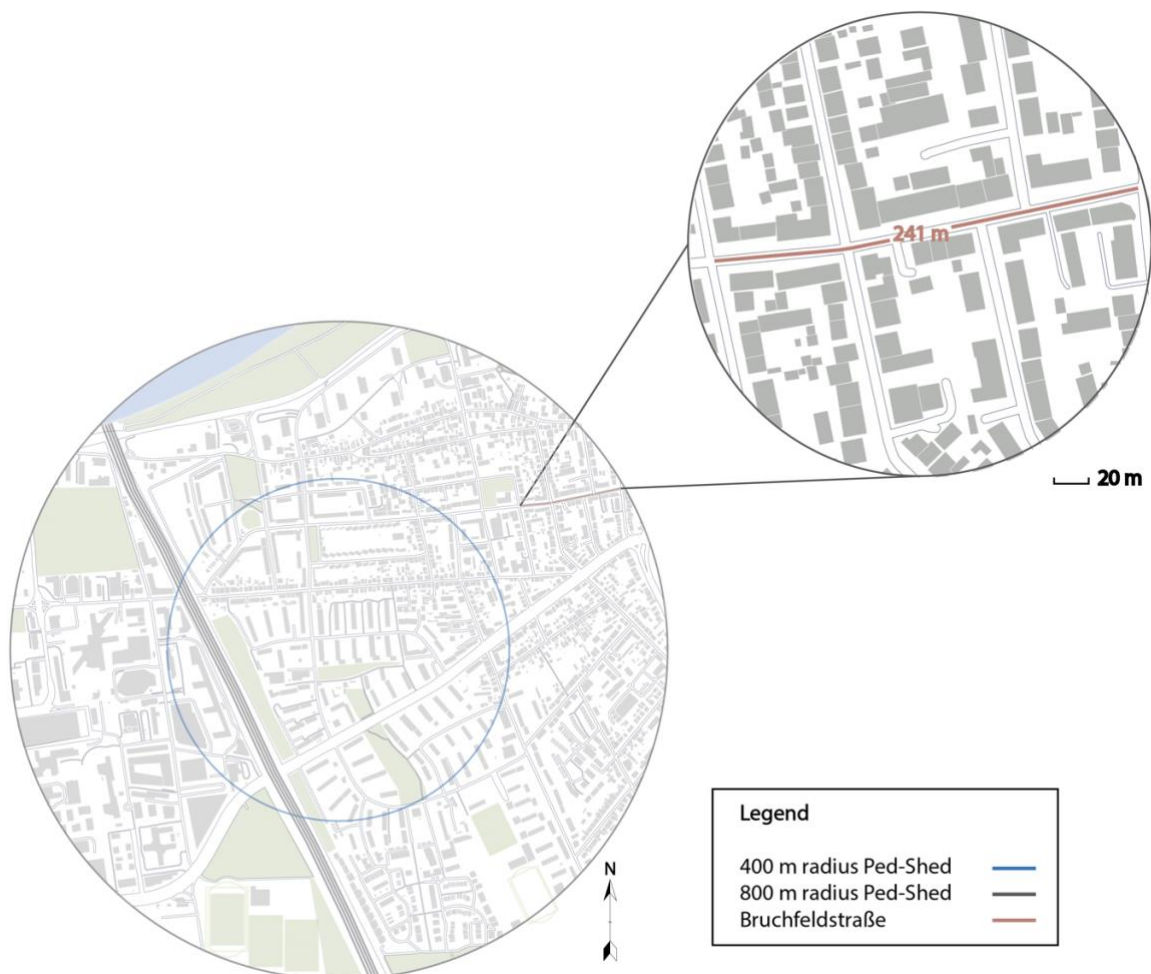 241 m
20 m
N
Legend
400 m radius Ped-Shed
800 m radius Ped-Shed
Bruchfeldstraße